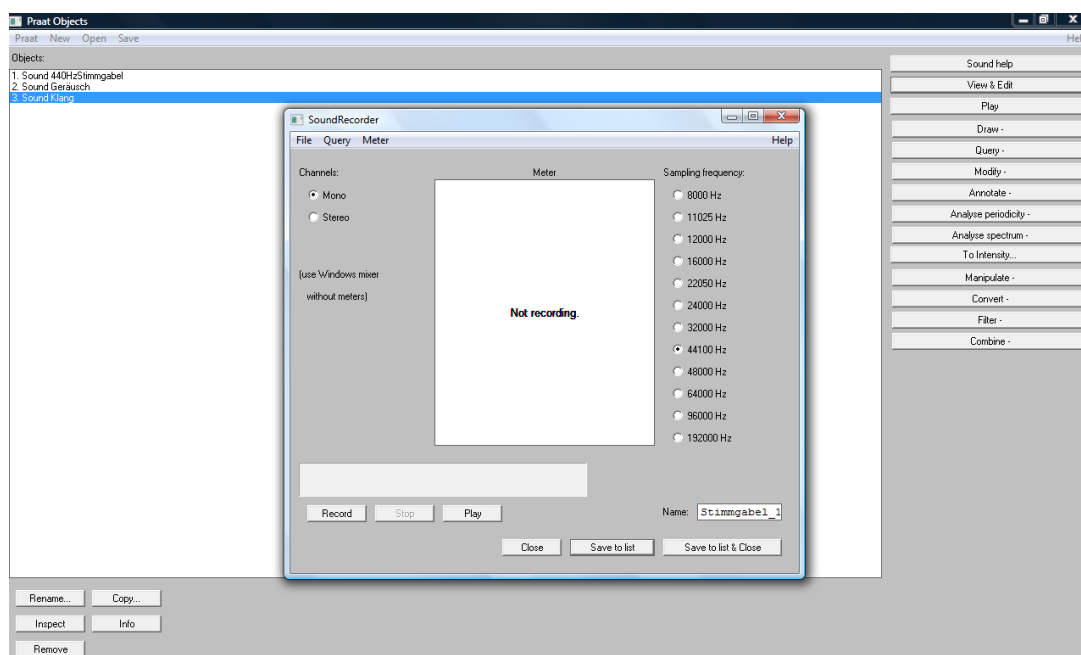 Praat Objects
Praat New Open Save Hel
Objects:
1. Sound 440HzStimmgabel
2. Sound Geräusch
3. Sound Klang
SoundRecorder
File Query Meter Help
Channels:
Mono
Stereo
(use Windows mixer
without meters)
Meter
Not recording.
Sampling frequency:
8000 Hz
11025 Hz
12000 Hz
16000 Hz
22050 Hz
24000 Hz
32000 Hz
44100 Hz
48000 Hz
64000 Hz
96000 Hz
192000 Hz
Record Stop Play
Name: Stimmgabel_1
Close Save to list Save to list & Close
Sound help
View & Edit
Play
Draw -
Query -
Modify -
Annotate -
Analyse periodicity -
Analyse spectrum -
To Intensity...
Manipulate -
Convert -
Filter -
Combine -
Rename... Copy...
Inspect Info
Remove